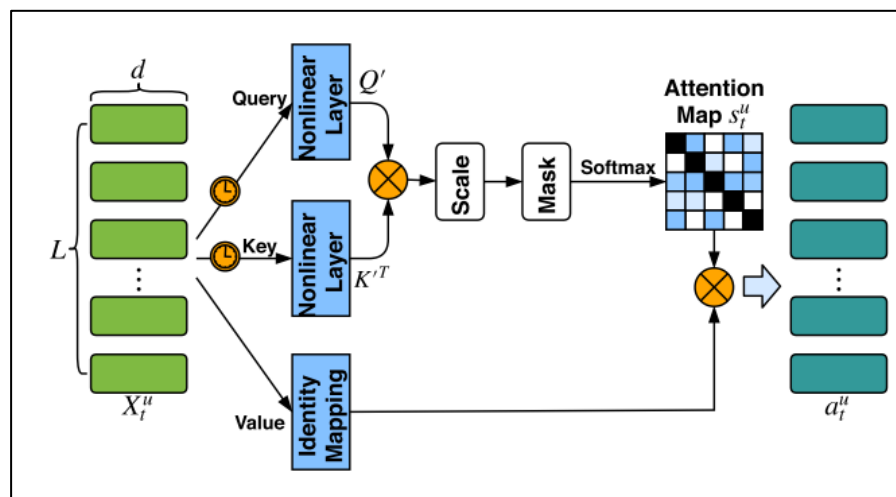 d
L
X_t^u
Query
Key
Value
Nonlinear
Layer
Nonlinear
Layer
Identity
Mapping
Q'
K'^T
Scale
Mask
Softmax
Attention
Map s_t^u
a_t^u